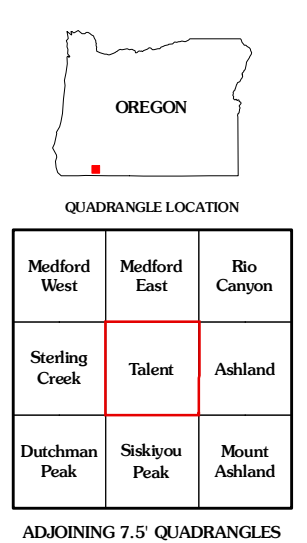 OREGON
QUADRANGLE LOCATION
Medford
West
Medford
East
Rio
Canyon
Sterling
Creek
Talent
Ashland
Dutchman
Peak
Siskiyou
Peak
Mount
Ashland
ADJOINING 7.5' QUADRANGLES